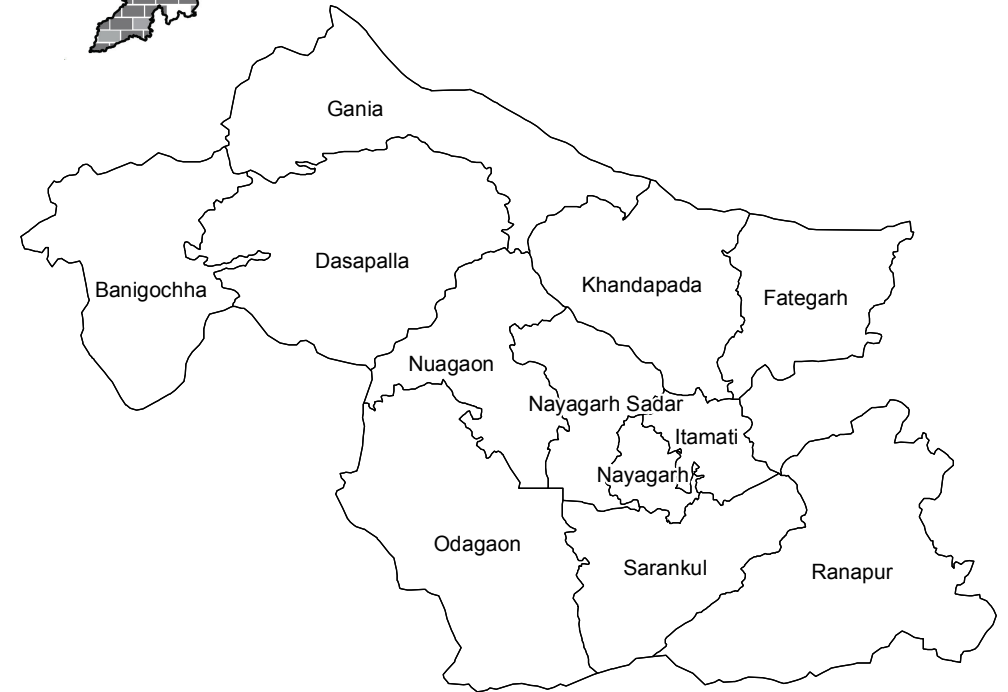 Gania
Dasapalla
Khandapada
Banigochha
Fategarh
Nuagaon
Nayagarh Sadar
Itamati
Nayagarh
Odagaon
Sarankul
Ranapur